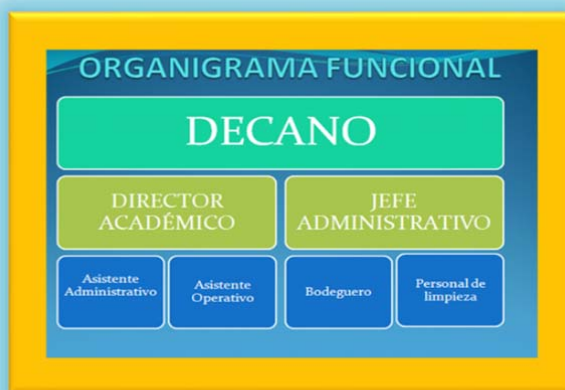 ORGANIGRAMA FUNCIONAL
DECANO
DIRECTOR
ACADÉMICO
JEFE
ADMINISTRATIVO
Asistente
Administrativo
Asistente
Operativo
Bodeguero
Personal de
limpieza